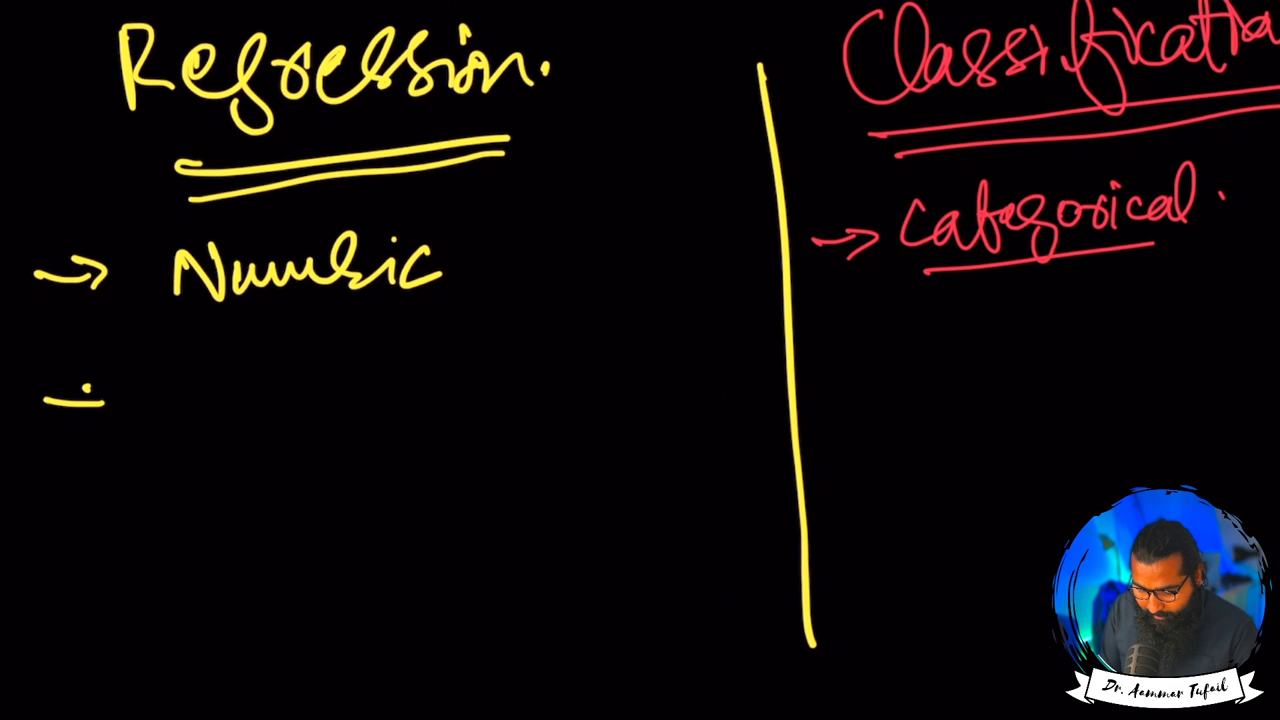 Regression.
→ Numeric
Classificatio
→ Categorical.
Dr. Aammar Tufail